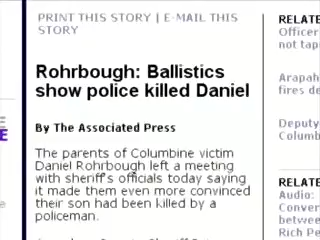 PRINT THIS STORY | E-MAIL THIS
STORY
Rohrbough: Ballistics
show police killed Daniel
By The Associated Press
The parents of Columbine victim
Daniel Rohrbough left a meeting
with sheriff's officials today saying
it made them even more convinced
their son had been killed by a
policeman.
RELATE
Officer
not tap
Arapah
fires de
Deputy
Columb
RELATE
Audio:
Conver
between
Rich Pe